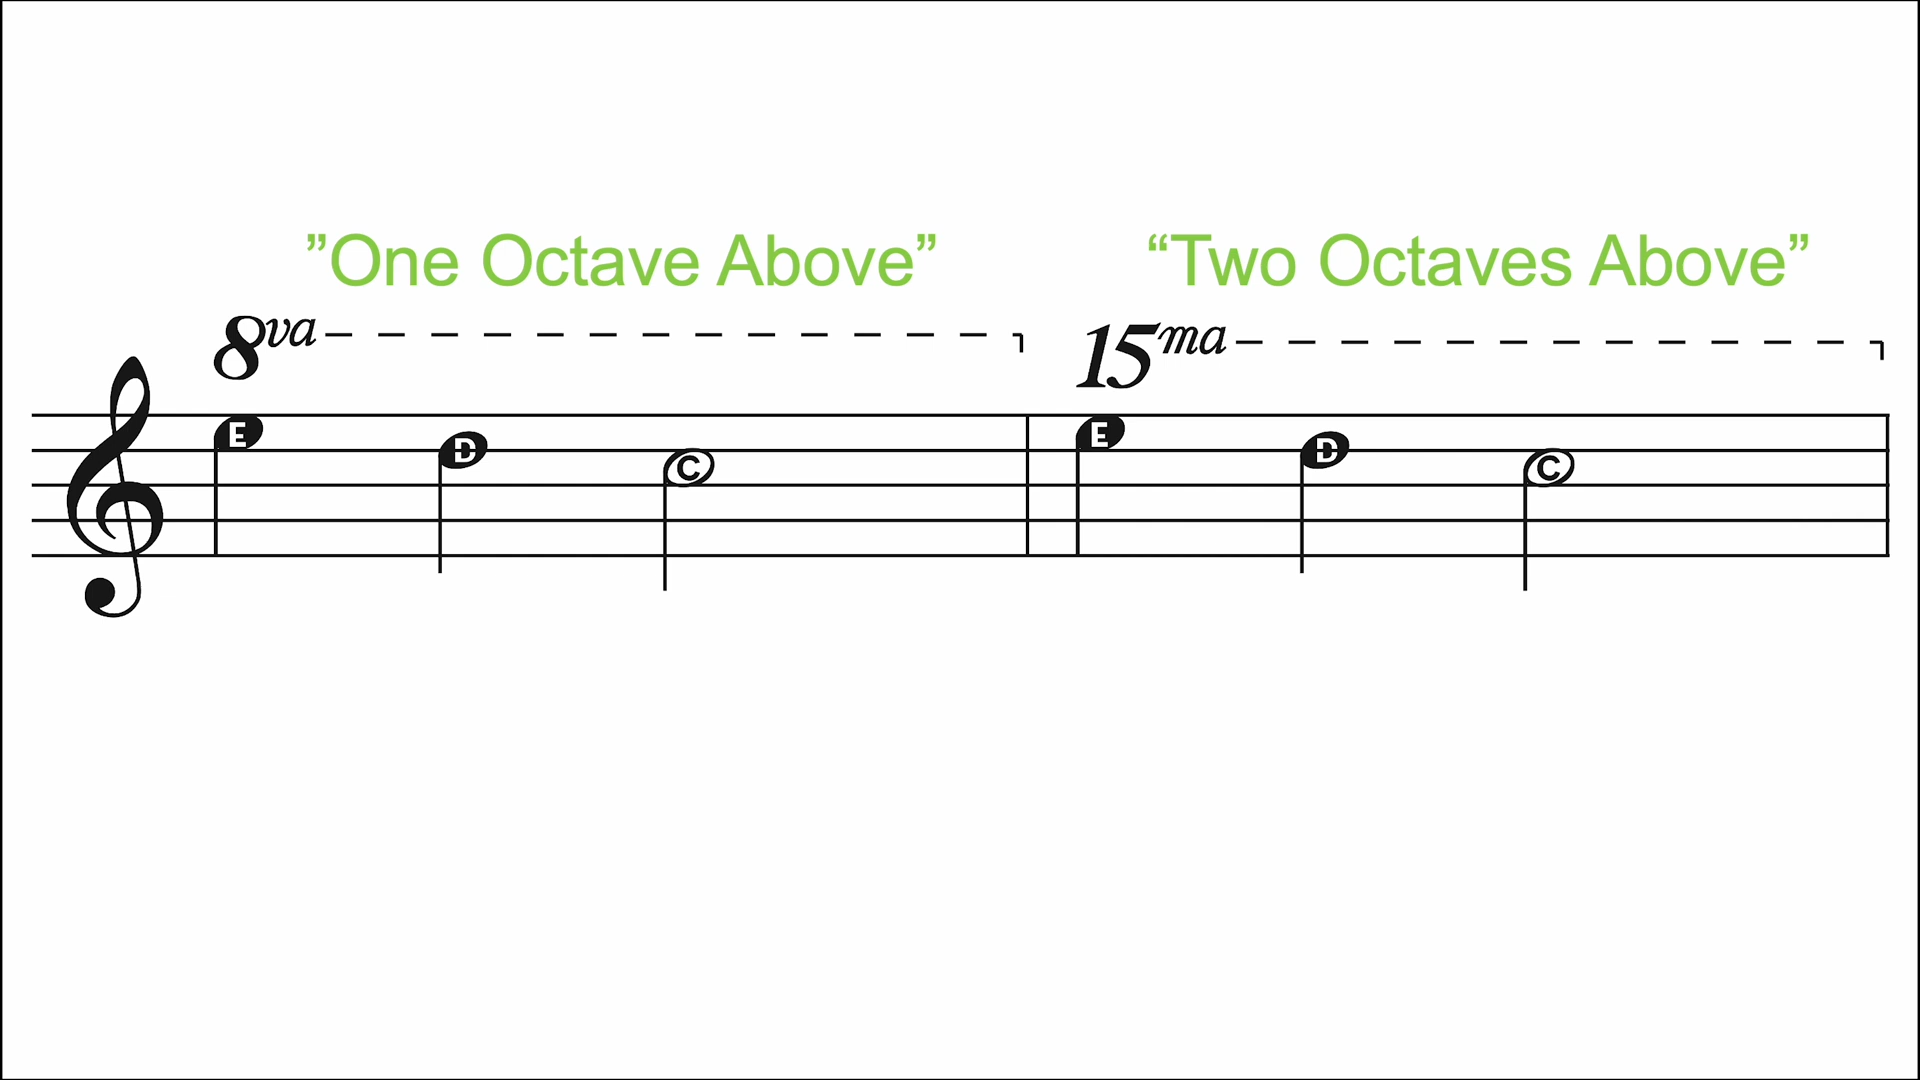 ”One Octave Above” “Two Octaves Above”
8va 15ma
E D C E D C